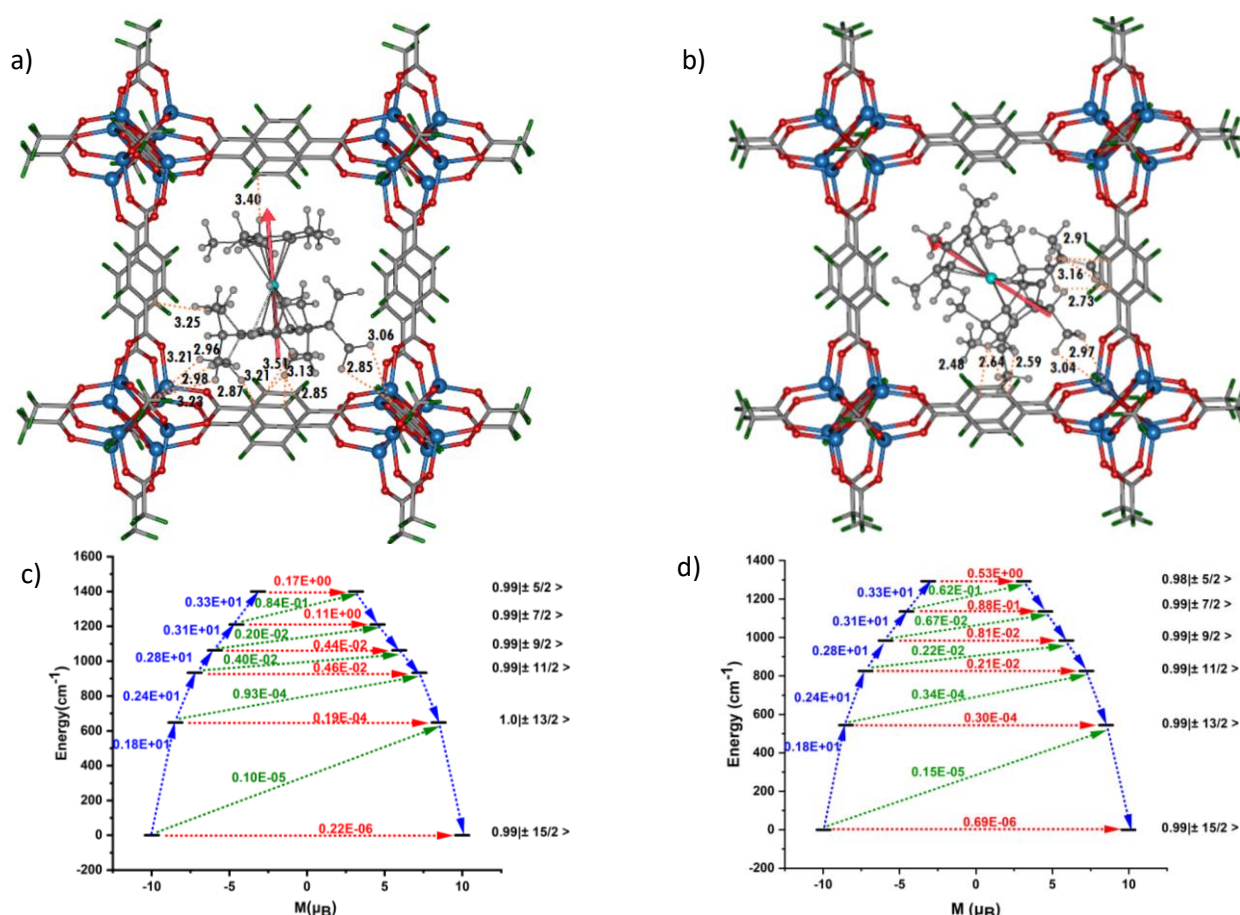 a)
3.40
3.25
3.21
2.96
2.98
3.23
2.87
3.21
3.51
3.13
2.85
3.06
2.85
b)
2.91
3.16
2.73
2.48
2.64
2.59
2.97
3.04
c)
Energy(cm⁻¹)
1600
1400
1200
1000
800
600
400
200
0
-200
-10
-5
0
5
10
M(μB)
0.17E+00
0.33E+01
0.84E-01
0.11E+00
0.31E+01
0.20E-02
0.44E-02
0.28E+01
0.40E-02
0.46E-02
0.24E+01
0.93E-04
0.19E-04
0.18E+01
0.10E-05
0.22E-06
0.99|± 5/2 >
0.99|± 7/2 >
0.99|± 9/2 >
0.99|± 11/2 >
1.0|± 13/2 >
0.99|± 15/2 >
d)
Energy (cm⁻¹)
1400
1200
1000
800
600
400
200
0
-200
-10
-5
0
5
10
M (μB)
0.53E+00
0.33E+01
0.62E-01
0.88E-01
0.31E+01
0.67E-02
0.81E-02
0.28E+01
0.22E-02
0.21E-02
0.24E+01
0.34E-04
0.30E-04
0.18E+01
0.15E-05
0.69E-06
0.98|± 5/2 >
0.99|± 7/2 >
0.99|± 9/2 >
0.99|± 11/2 >
0.99|± 13/2 >
0.99|± 15/2 >